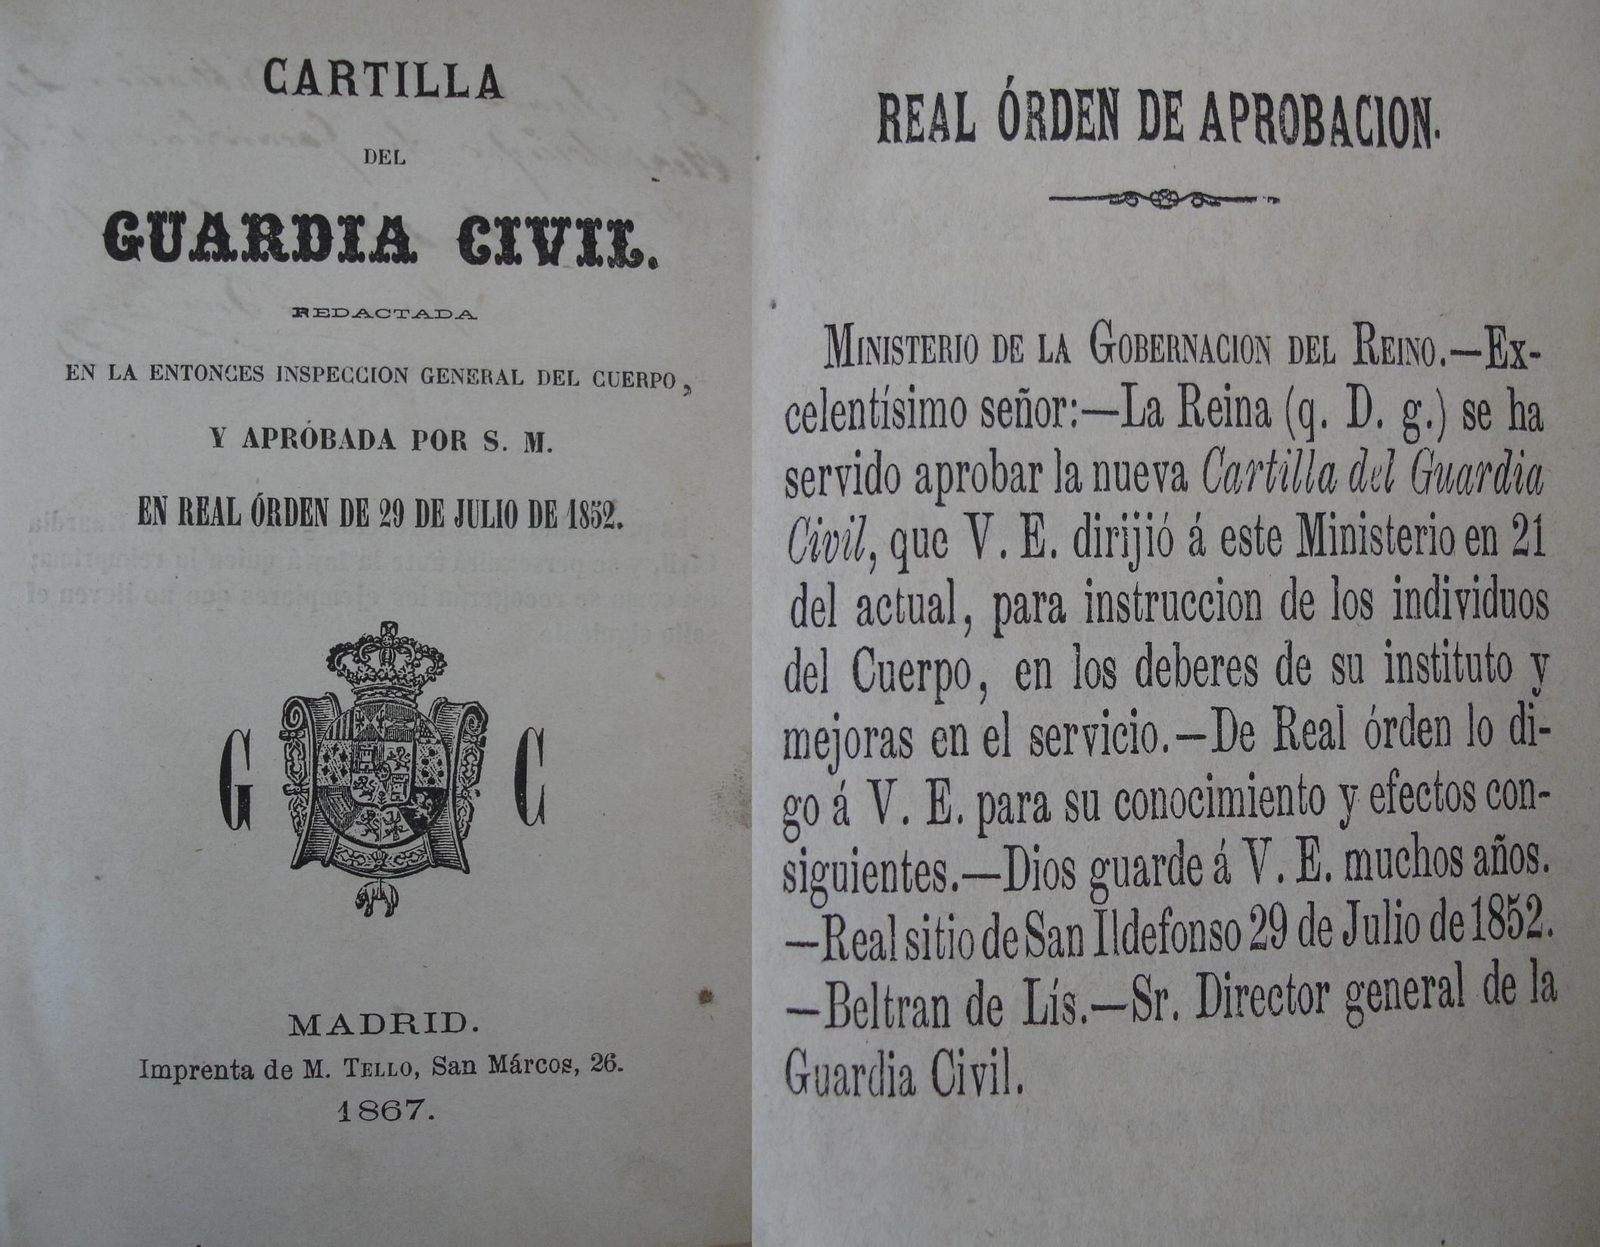 CARTILLA
DEL
GUARDIA CIVIL.
REDACTADA
EN LA ENTONCES INSPECCION GENERAL DEL CUERPO,
Y APROBADA POR S. M.
EN REAL ÓRDEN DE 29 DE JULIO DE 1852.
G C
MADRID.
Imprenta de M. TELLO, San Márcos, 26.
1867.
REAL ÓRDEN DE APROBACION.
MINISTERIO DE LA GOBERNACION DEL REINO.—Ex-
celentísimo señor:—La Reina (q. D. g.) se ha
servido aprobar la nueva Cartilla del Guardia
Civil, que V. E. dirijió á este Ministerio en 21
del actual, para instruccion de los individuos
del Cuerpo, en los deberes de su instituto y
mejoras en el servicio.—De Real órden lo di-
go á V. E. para su conocimiento y efectos con-
siguientes.—Dios guarde á V. E. muchos años.
—Real sitio de San Ildefonso 29 de Julio de 1852.
—Beltran de Lís.—Sr. Director general de la
Guardia Civil.